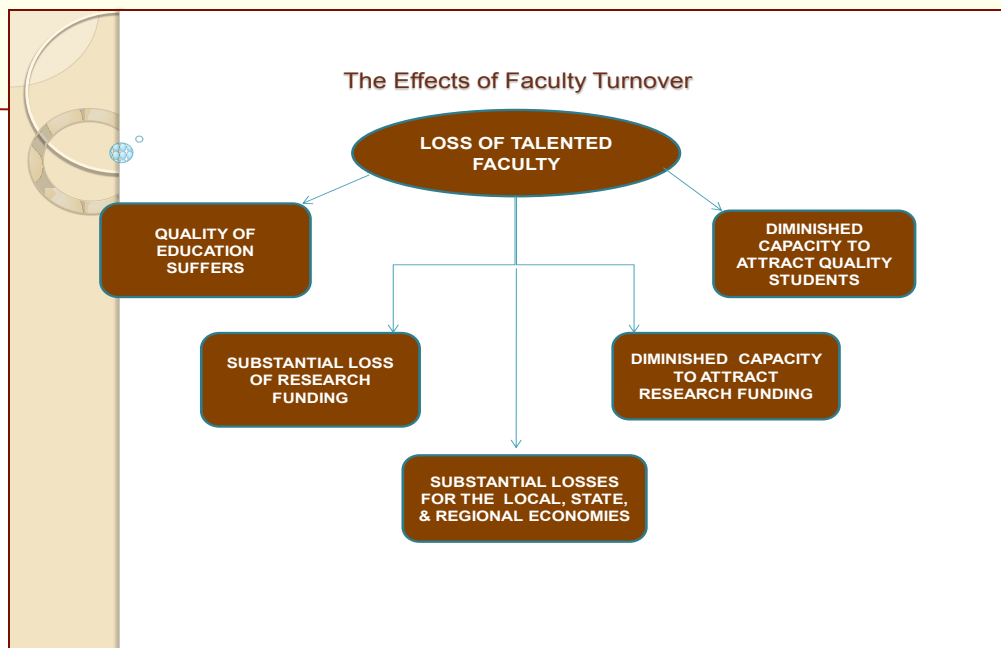 The Effects of Faculty Turnover
LOSS OF TALENTED
FACULTY
QUALITY OF
EDUCATION
SUFFERS
DIMINISHED
CAPACITY TO
ATTRACT QUALITY
STUDENTS
SUBSTANTIAL LOSS
OF RESEARCH
FUNDING
DIMINISHED CAPACITY
TO ATTRACT
RESEARCH FUNDING
SUBSTANTIAL LOSSES
FOR THE LOCAL, STATE,
& REGIONAL ECONOMIES